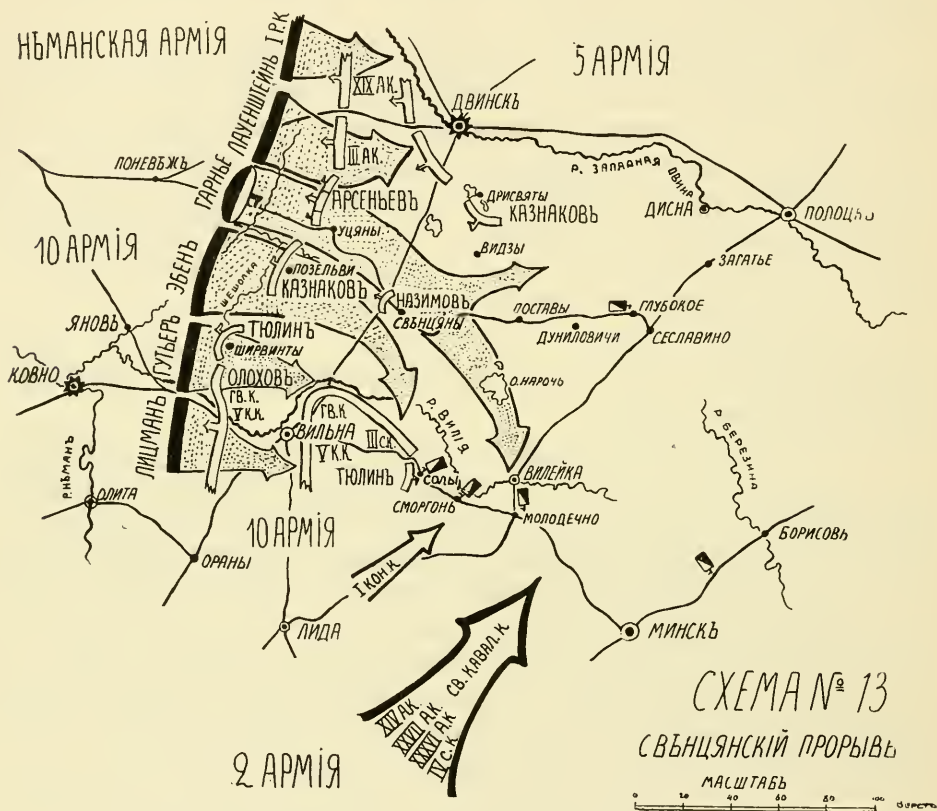 НѢМАНСКАЯ АРМІЯ
5 АРМІЯ
I Р.К
ЛАУЕНШТЕЙНЪ
ГАРНЬЕ
ЭБЕНЪ
ГУТЬЕРЪ
ЛИЦМАНЪ
XIX А.К.
III А.К.
ДВИНСКЪ
Р. ЗАПАДНАЯ
ДВИНА
ПОНЕВѢЖЪ
АРСЕНЬЕВЪ
ДРИСВЯТЫ
КАЗНАКОВЪ
ДИСНА
ПОЛОЦКЪ
УЦЯНЫ
ВИДЗЫ
10 АРМІЯ
ШЕШОЛКА
ПОЗЕЛЬВИ
КАЗНАКОВЪ
ЗАГАТЬЕ
НАЗИМОВЪ
СВѢНЦЯНЫ
ПОСТАВЫ
ГЛУБОКОЕ
ДУНИЛОВИЧИ
СЕСЛАВИНО
ЯНОВЪ
ТЮЛИНЪ
ШИРВИНТЫ
КОВНО
ОЛОХОВЪ
ГВ. К.
V К.К.
О.НАРОЧЬ
ГВ. К
V К.К.
III СК.
ВИЛЬНА
Р. ВИЛІЯ
Р. БЕРЕЗИНА
ТЮЛИНЪ
СОЛЫ
ВИЛЕЙКА
СМОРГОНЬ
МОЛОДЕЧНО
Р. НѢМАНЪ
ОЛИТА
ОРАНЫ
10 АРМІЯ
БОРИСОВЪ
I КОН. К
ЛИДА
МИНСКЪ
СВ. КАВАЛ. К
XIV А.К.
XXVII А.К.
XXXVI А.К
IV С.К
2 АРМІЯ
СХЕМА № 13
СВѢНЦЯНСКІЙ ПРОРЫВЪ
МАСШТАБЪ
0 20 40 60 80 100 ВЕРСТЪ